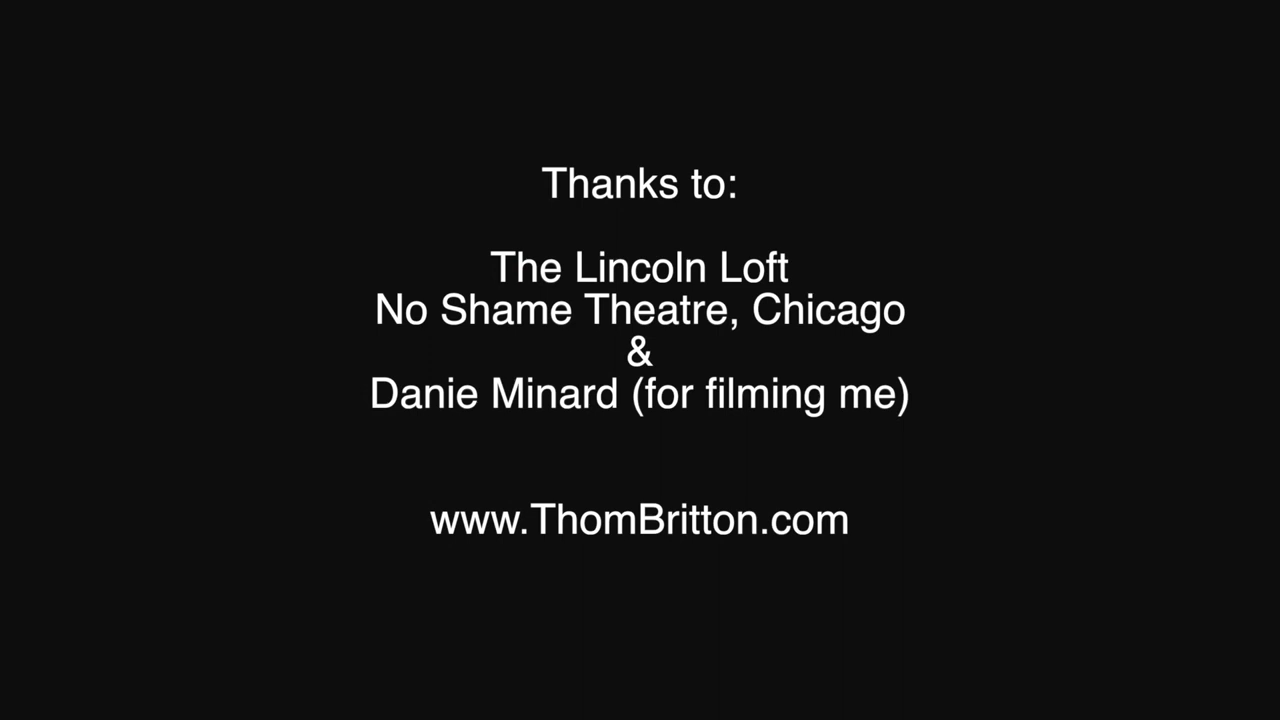 Thanks to:
The Lincoln Loft
No Shame Theatre, Chicago
&
Danie Minard (for filming me)
www.ThomBritton.com